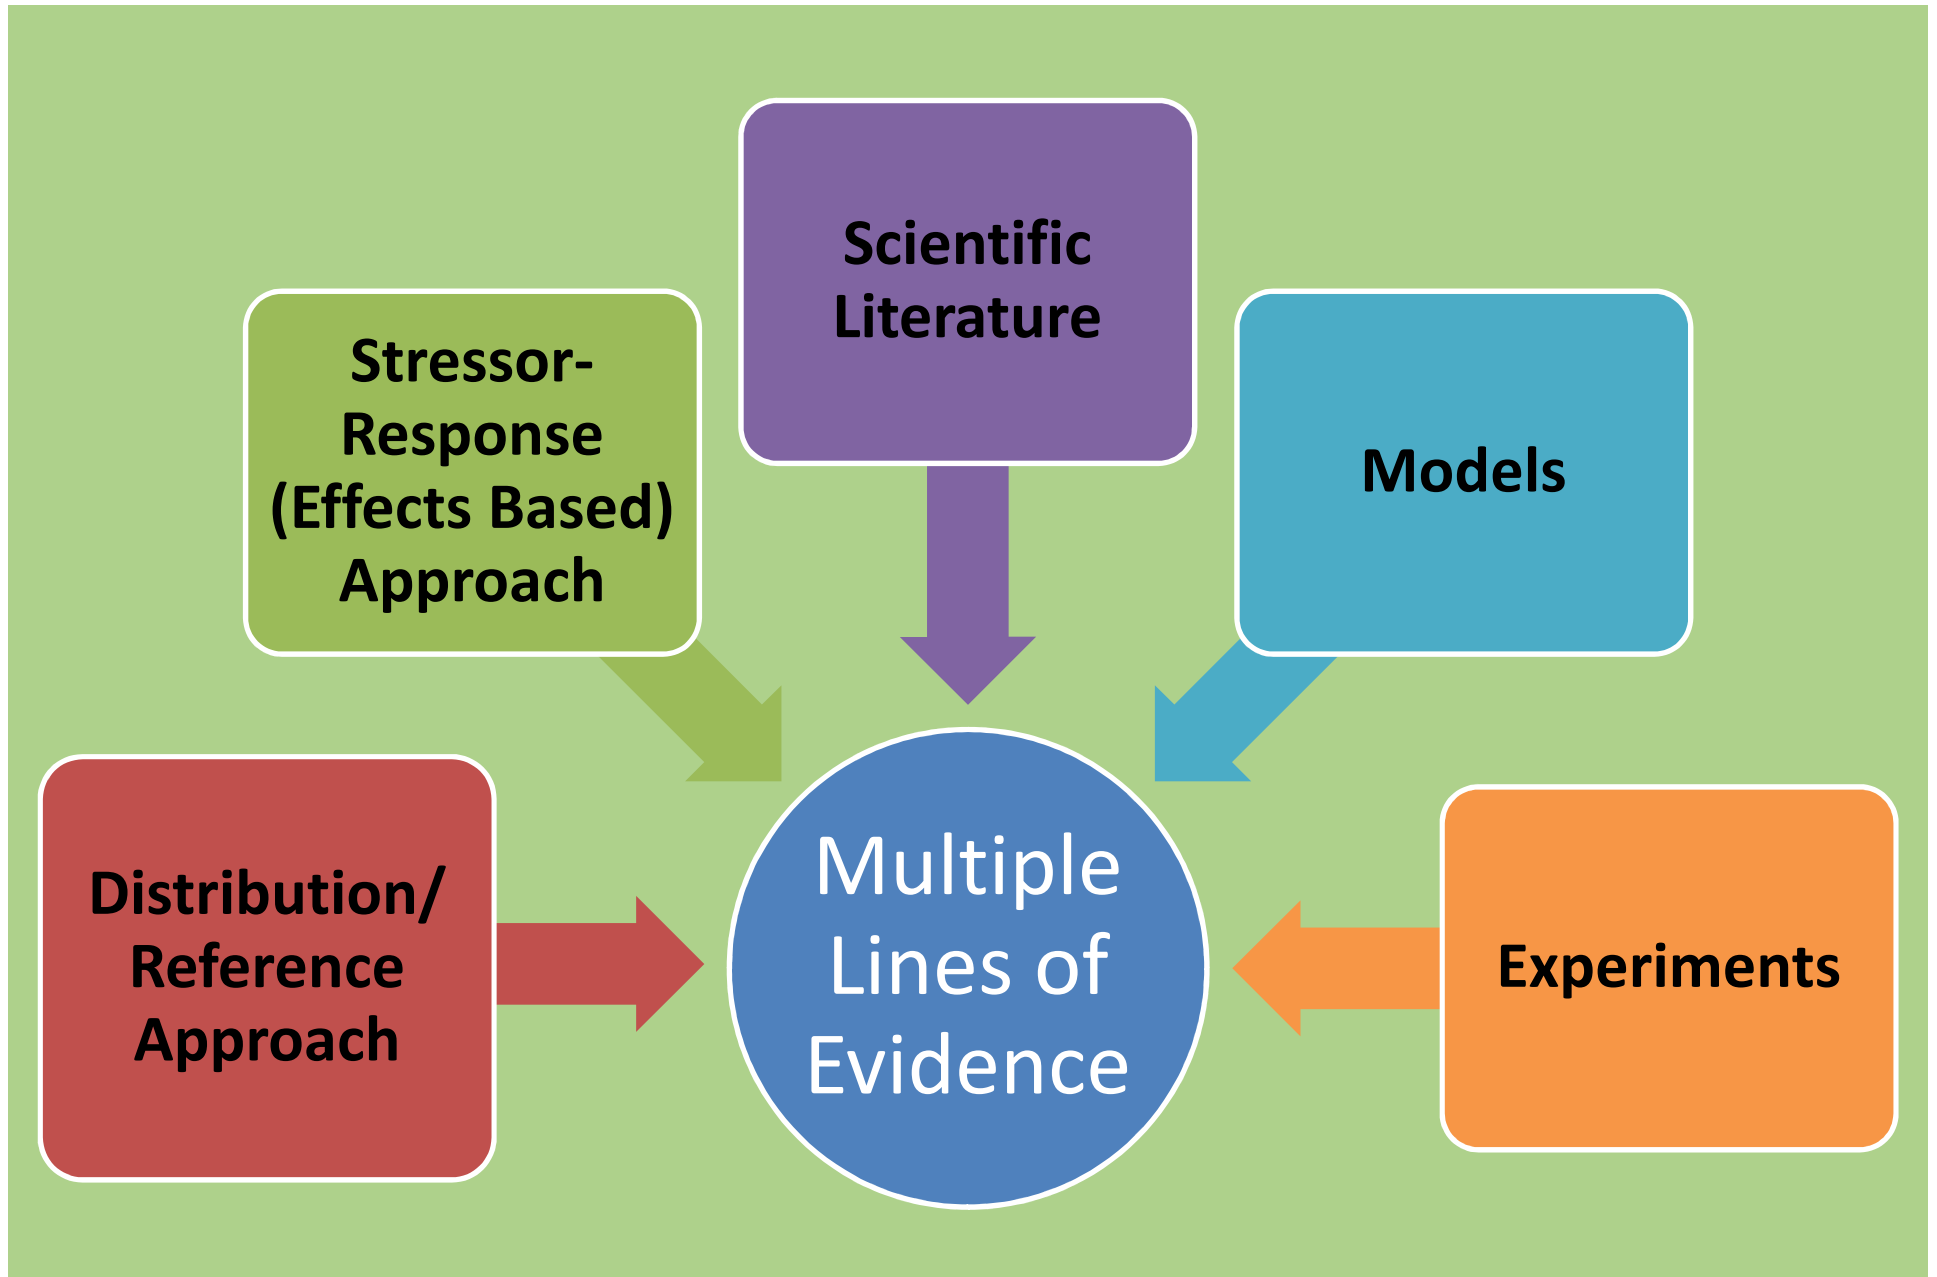 Scientific
Literature
Stressor-
Response
(Effects Based)
Approach
Models
Distribution/
Reference
Approach
Multiple
Lines of
Evidence
Experiments